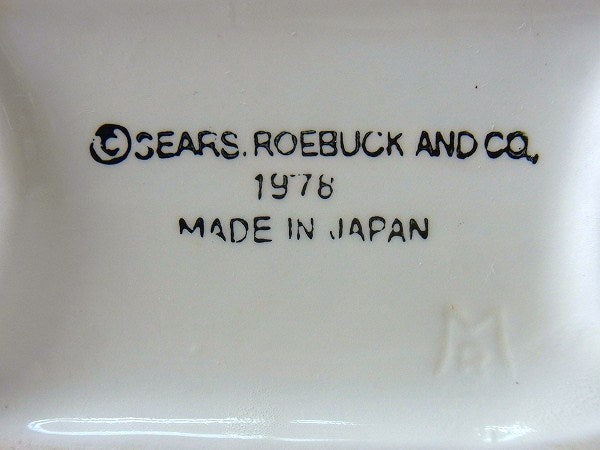 ©SEARS, ROEBUCK AND CO.,
1978
MADE IN JAPAN
M